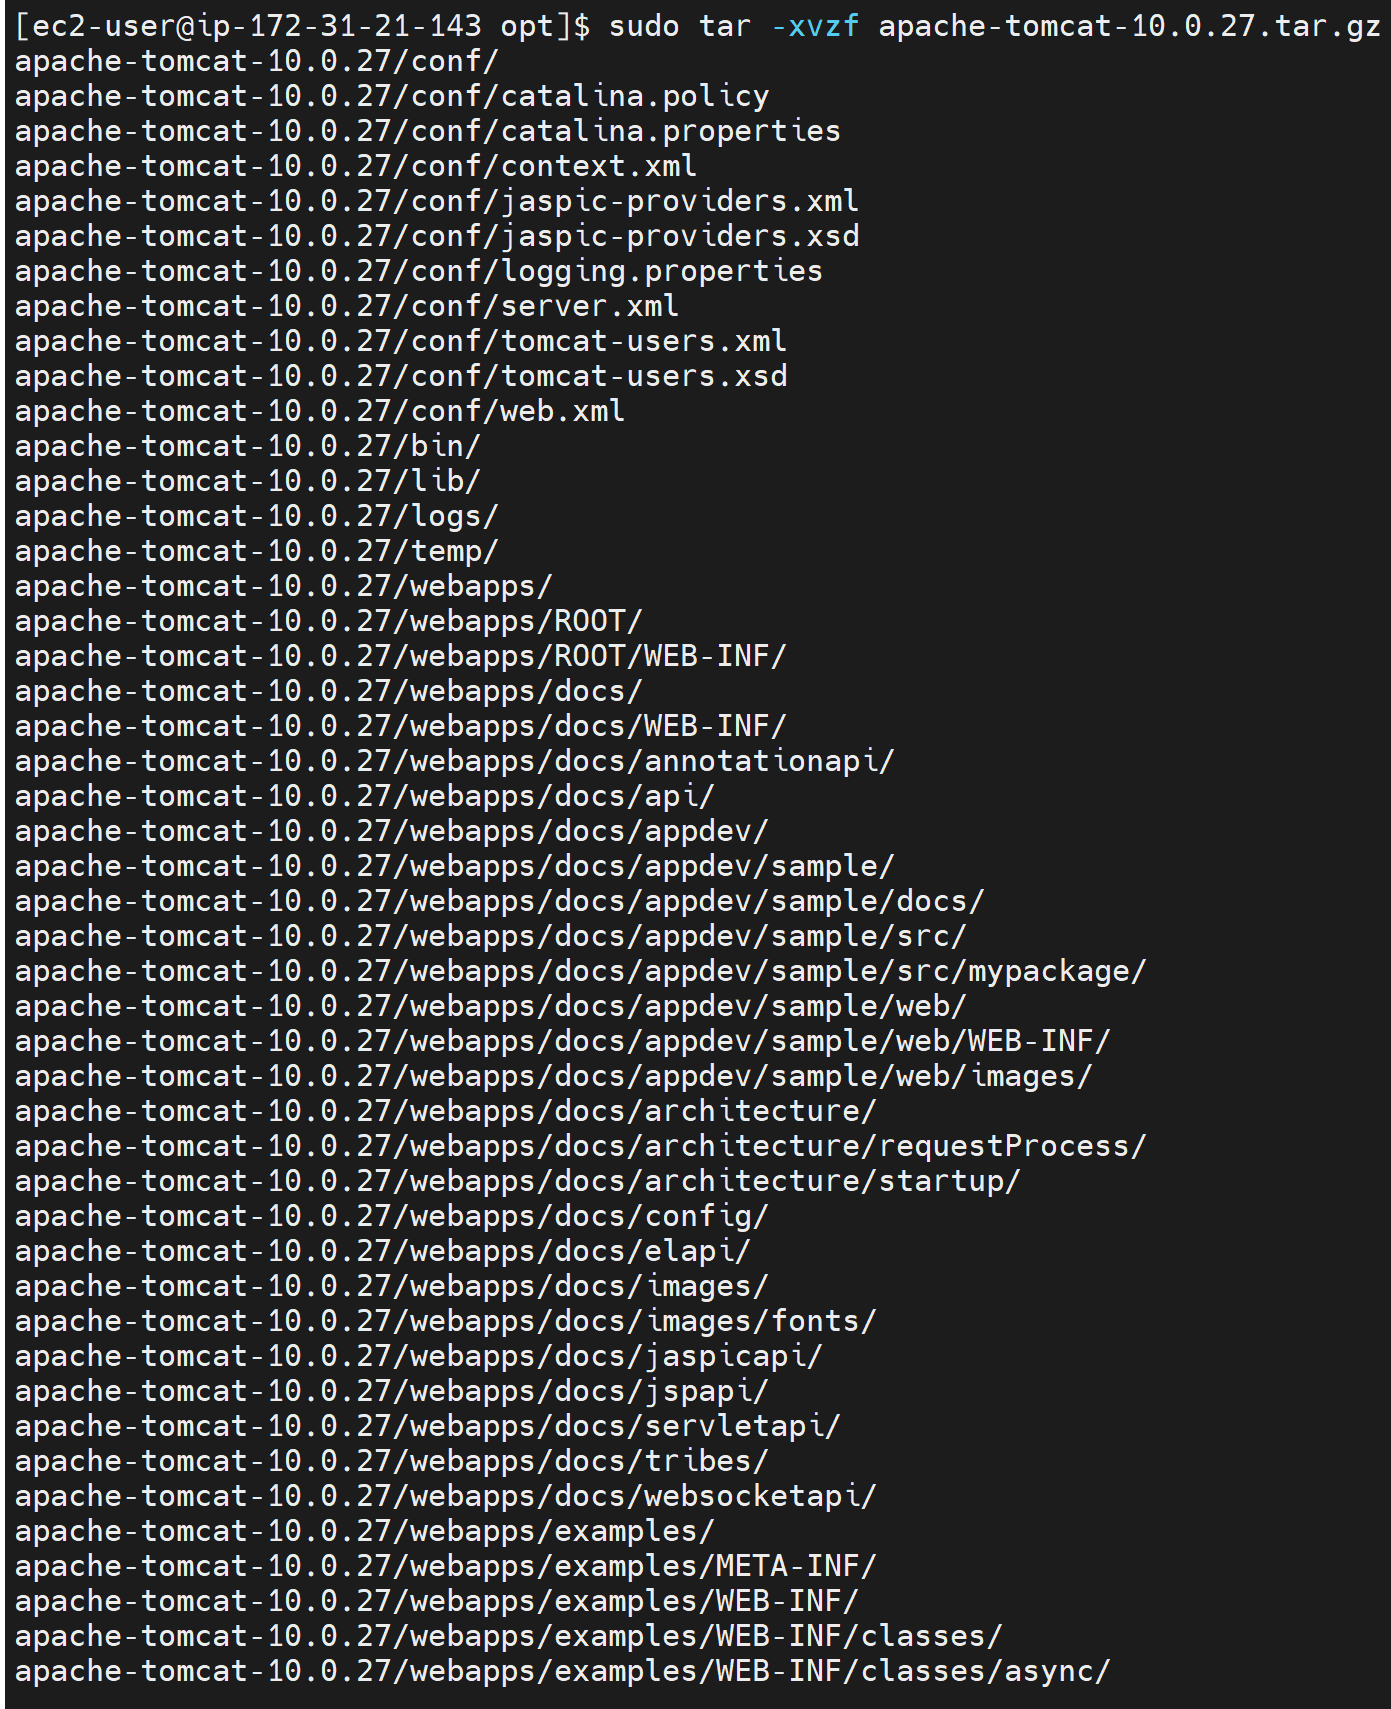 [ec2-user@ip-172-31-21-143 opt]$ sudo tar -xvzf apache-tomcat-10.0.27.tar.gz
apache-tomcat-10.0.27/conf/
apache-tomcat-10.0.27/conf/catalina.policy
apache-tomcat-10.0.27/conf/catalina.properties
apache-tomcat-10.0.27/conf/context.xml
apache-tomcat-10.0.27/conf/jaspic-providers.xml
apache-tomcat-10.0.27/conf/jaspic-providers.xsd
apache-tomcat-10.0.27/conf/logging.properties
apache-tomcat-10.0.27/conf/server.xml
apache-tomcat-10.0.27/conf/tomcat-users.xml
apache-tomcat-10.0.27/conf/tomcat-users.xsd
apache-tomcat-10.0.27/conf/web.xml
apache-tomcat-10.0.27/bin/
apache-tomcat-10.0.27/lib/
apache-tomcat-10.0.27/logs/
apache-tomcat-10.0.27/temp/
apache-tomcat-10.0.27/webapps/
apache-tomcat-10.0.27/webapps/ROOT/
apache-tomcat-10.0.27/webapps/ROOT/WEB-INF/
apache-tomcat-10.0.27/webapps/docs/
apache-tomcat-10.0.27/webapps/docs/WEB-INF/
apache-tomcat-10.0.27/webapps/docs/annotationapi/
apache-tomcat-10.0.27/webapps/docs/api/
apache-tomcat-10.0.27/webapps/docs/appdev/
apache-tomcat-10.0.27/webapps/docs/appdev/sample/
apache-tomcat-10.0.27/webapps/docs/appdev/sample/docs/
apache-tomcat-10.0.27/webapps/docs/appdev/sample/src/
apache-tomcat-10.0.27/webapps/docs/appdev/sample/src/mypackage/
apache-tomcat-10.0.27/webapps/docs/appdev/sample/web/
apache-tomcat-10.0.27/webapps/docs/appdev/sample/web/WEB-INF/
apache-tomcat-10.0.27/webapps/docs/appdev/sample/web/images/
apache-tomcat-10.0.27/webapps/docs/architecture/
apache-tomcat-10.0.27/webapps/docs/architecture/requestProcess/
apache-tomcat-10.0.27/webapps/docs/architecture/startup/
apache-tomcat-10.0.27/webapps/docs/config/
apache-tomcat-10.0.27/webapps/docs/elapi/
apache-tomcat-10.0.27/webapps/docs/images/
apache-tomcat-10.0.27/webapps/docs/images/fonts/
apache-tomcat-10.0.27/webapps/docs/jaspicapi/
apache-tomcat-10.0.27/webapps/docs/jspapi/
apache-tomcat-10.0.27/webapps/docs/servletapi/
apache-tomcat-10.0.27/webapps/docs/tribes/
apache-tomcat-10.0.27/webapps/docs/websocketapi/
apache-tomcat-10.0.27/webapps/examples/
apache-tomcat-10.0.27/webapps/examples/META-INF/
apache-tomcat-10.0.27/webapps/examples/WEB-INF/
apache-tomcat-10.0.27/webapps/examples/WEB-INF/classes/
apache-tomcat-10.0.27/webapps/examples/WEB-INF/classes/async/